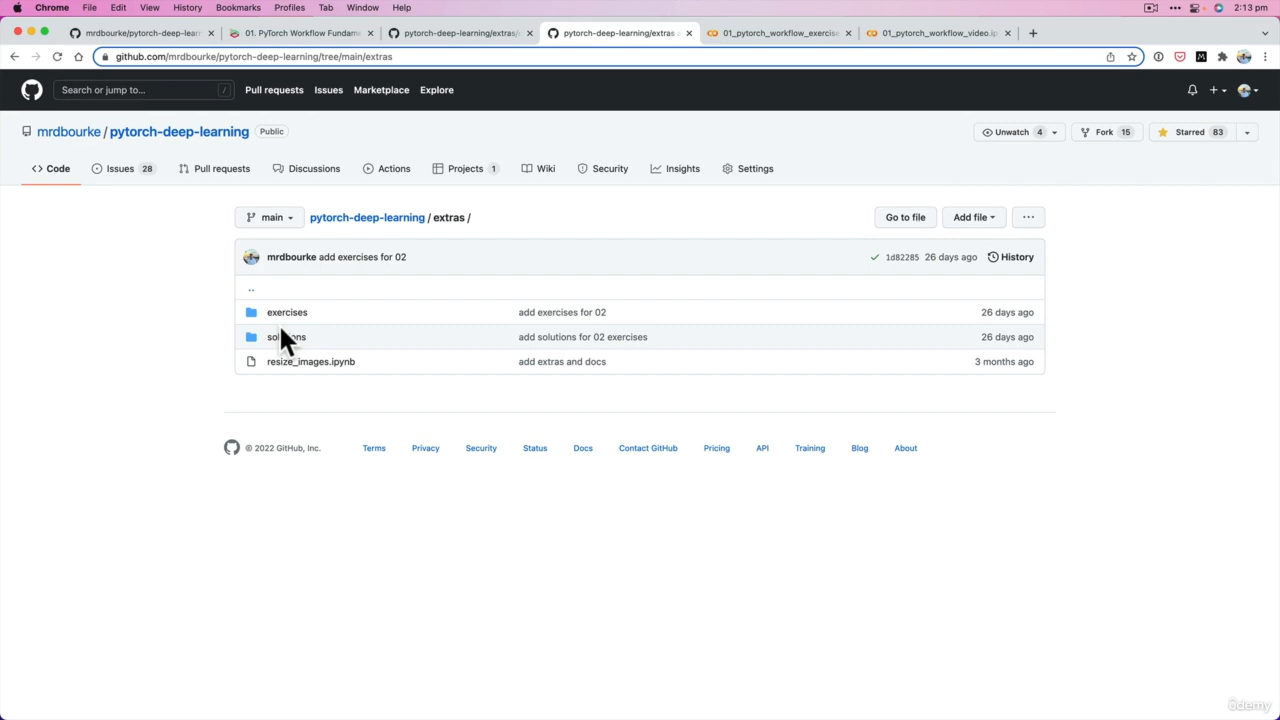 Chrome File Edit View History Bookmarks Profiles Tab Window Help 2:13 pm
mrdbourke/pytorch-deep-learni 01. PyTorch Workflow Fundame pytorch-deep-learning/extras/ pytorch-deep-learning/extras 01_pytorch_workflow_exercise 01_pytorch_workflow_video.ip
github.com/mrdbourke/pytorch-deep-learning/tree/main/extras
Search or jump to... / Pull requests Issues Marketplace Explore
mrdbourke / pytorch-deep-learning Public Unwatch 4 Fork 15 Starred 83
Code Issues 28 Pull requests Discussions Actions Projects 1 Wiki Security Insights Settings
main pytorch-deep-learning / extras / Go to file Add file ...
mrdbourke add exercises for 02 1d82285 26 days ago History
..
exercises add exercises for 02 26 days ago
solutions add solutions for 02 exercises 26 days ago
resize_images.ipynb add extras and docs 3 months ago
© 2022 GitHub, Inc. Terms Privacy Security Status Docs Contact GitHub Pricing API Training Blog About
ûdemy